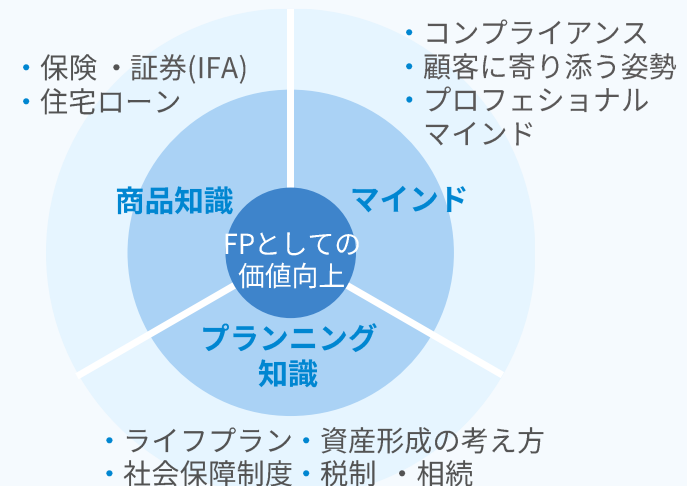 ・保険 ・証券(IFA)
・住宅ローン
・コンプライアンス
・顧客に寄り添う姿勢
・プロフェショナル
マインド
商品知識
マインド
FPとしての
価値向上
プランニング
知識
・ライフプラン・資産形成の考え方
・社会保障制度・税制 ・相続